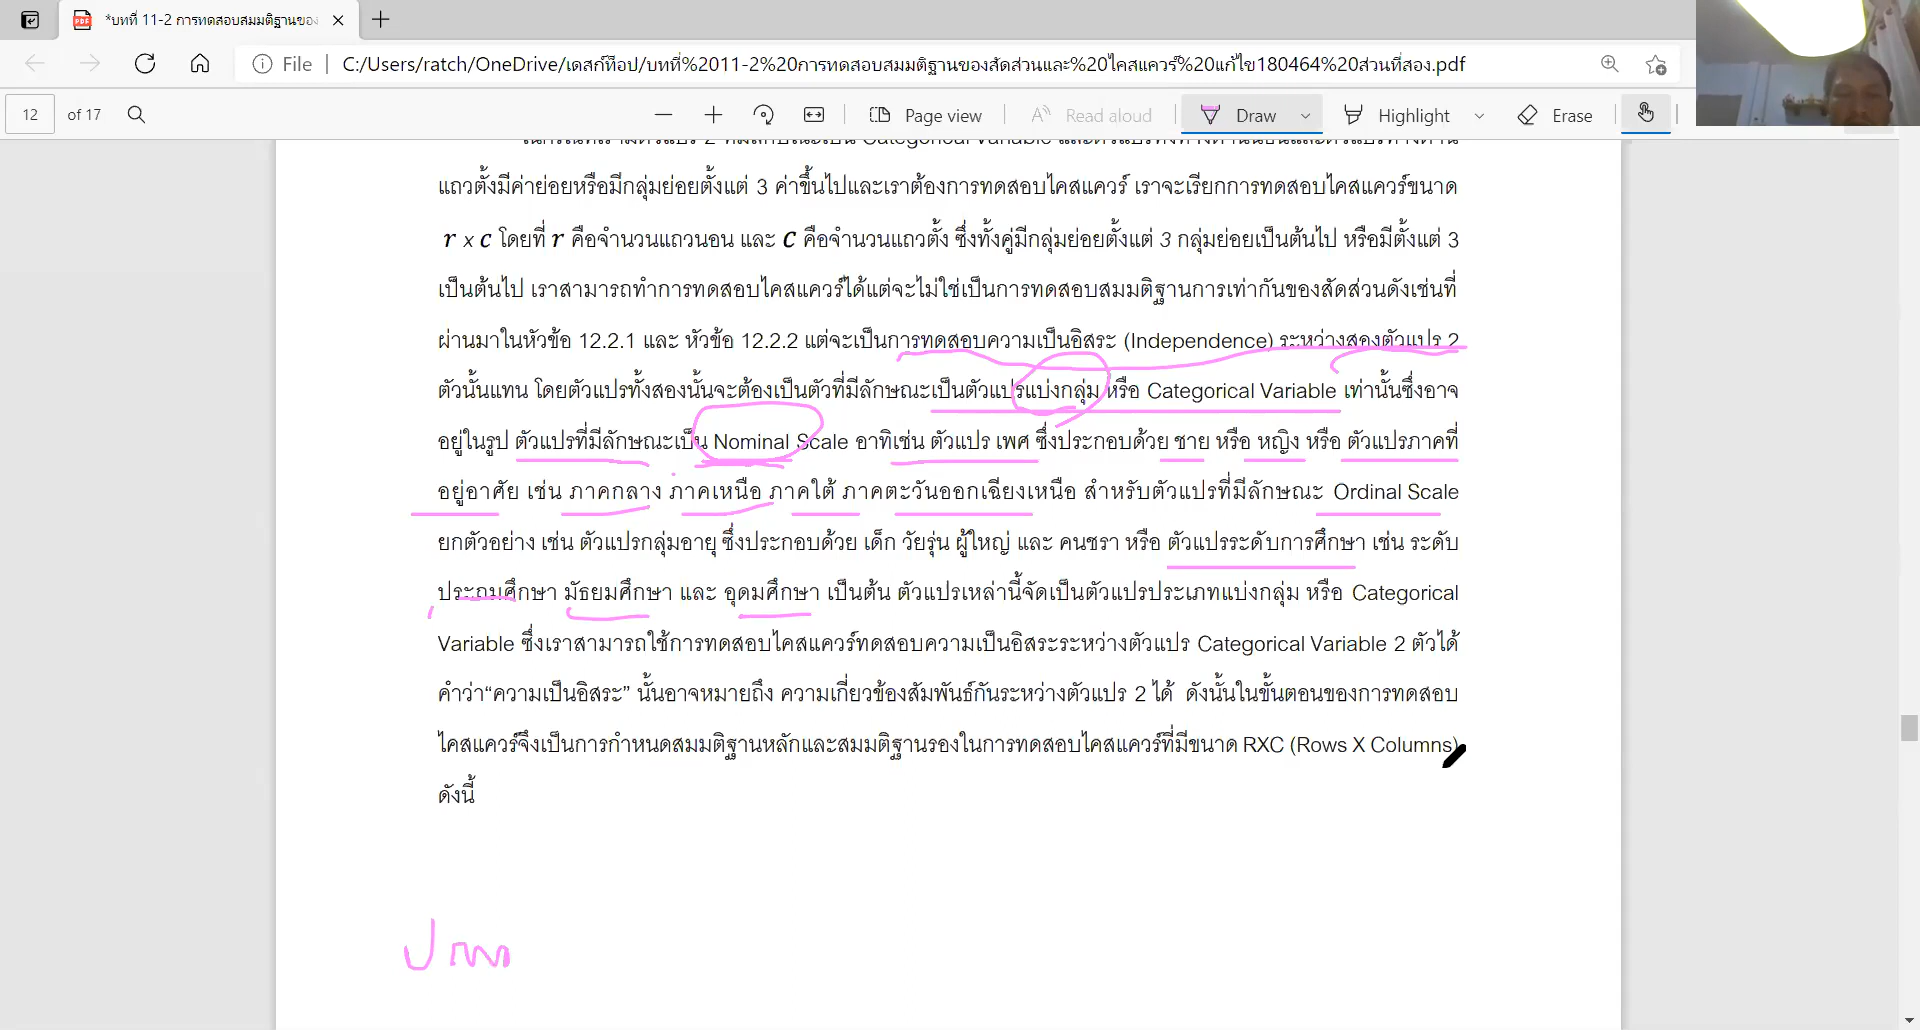 *บทที่ 11-2 การทดสอบสมมติฐานของ
File
C:/Users/ratch/OneDrive/เดสก์ท็อป/บทที่%2011-2%20การทดสอบสมมติฐานของสัดส่วนและ%20ไคสแควร์%20แก้ไข180464%20ส่วนที่สอง.pdf
12 of 17
Page view
Read aloud
Draw
Highlight
Erase
แถวตั้งมีค่าย่อยหรือมีกลุ่มย่อยตั้งแต่ 3 ค่าขึ้นไปและเราต้องการทดสอบไคสแควร์ เราจะเรียกการทดสอบไคสแควร์ขนาด
r x c โดยที่ r คือจำนวนแถวนอน และ c คือจำนวนแถวตั้ง ซึ่งทั้งคู่มีกลุ่มย่อยตั้งแต่ 3 กลุ่มย่อยเป็นต้นไป หรือมีตั้งแต่ 3
เป็นต้นไป เราสามารถทำการทดสอบไคสแควร์ได้แต่จะไม่ใช่เป็นการทดสอบสมมติฐานการเท่ากันของสัดส่วนดังเช่นที่
ผ่านมาในหัวข้อ 12.2.1 และ หัวข้อ 12.2.2 แต่จะเป็นการทดสอบความเป็นอิสระ (Independence) ระหว่างสองตัวแปร 2
ตัวนั้นแทน โดยตัวแปรทั้งสองนั้นจะต้องเป็นตัวที่มีลักษณะเป็นตัวแปรแบ่งกลุ่ม หรือ Categorical Variable เท่านั้นซึ่งอาจ
อยู่ในรูป ตัวแปรที่มีลักษณะเป็น Nominal Scale อาทิเช่น ตัวแปร เพศ ซึ่งประกอบด้วย ชาย หรือ หญิง หรือ ตัวแปรภาคที่
อยู่อาศัย เช่น ภาคกลาง ภาคเหนือ ภาคใต้ ภาคตะวันออกเฉียงเหนือ สำหรับตัวแปรที่มีลักษณะ Ordinal Scale
ยกตัวอย่าง เช่น ตัวแปรกลุ่มอายุ ซึ่งประกอบด้วย เด็ก วัยรุ่น ผู้ใหญ่ และ คนชรา หรือ ตัวแปรระดับการศึกษา เช่น ระดับ
ประถมศึกษา มัธยมศึกษา และ อุดมศึกษา เป็นต้น ตัวแปรเหล่านี้จัดเป็นตัวแปรประเภทแบ่งกลุ่ม หรือ Categorical
Variable ซึ่งเราสามารถใช้การทดสอบไคสแควร์ทดสอบความเป็นอิสระระหว่างตัวแปร Categorical Variable 2 ตัวได้
คำว่า“ความเป็นอิสระ” นั้นอาจหมายถึง ความเกี่ยวข้องสัมพันธ์กันระหว่างตัวแปร 2 ได้ ดังนั้นในขั้นตอนของการทดสอบ
ไคสแควร์จึงเป็นการกำหนดสมมติฐานหลักและสมมติฐานรองในการทดสอบไคสแควร์ที่มีขนาด RXC (Rows X Columns)
ดังนี้